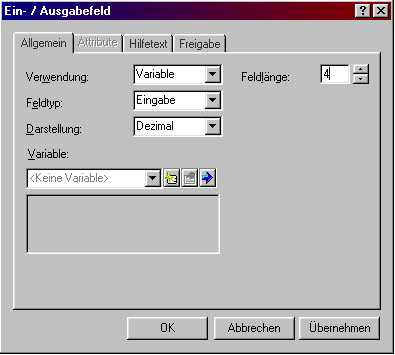 Ein- / Ausgabefeld
Allgemein Attribute Hilfetext Freigabe
Verwendung: Variable Feldlänge: 4
Feldtyp: Eingabe
Darstellung: Dezimal
Variable:
<Keine Variable>
OK Abbrechen Übernehmen